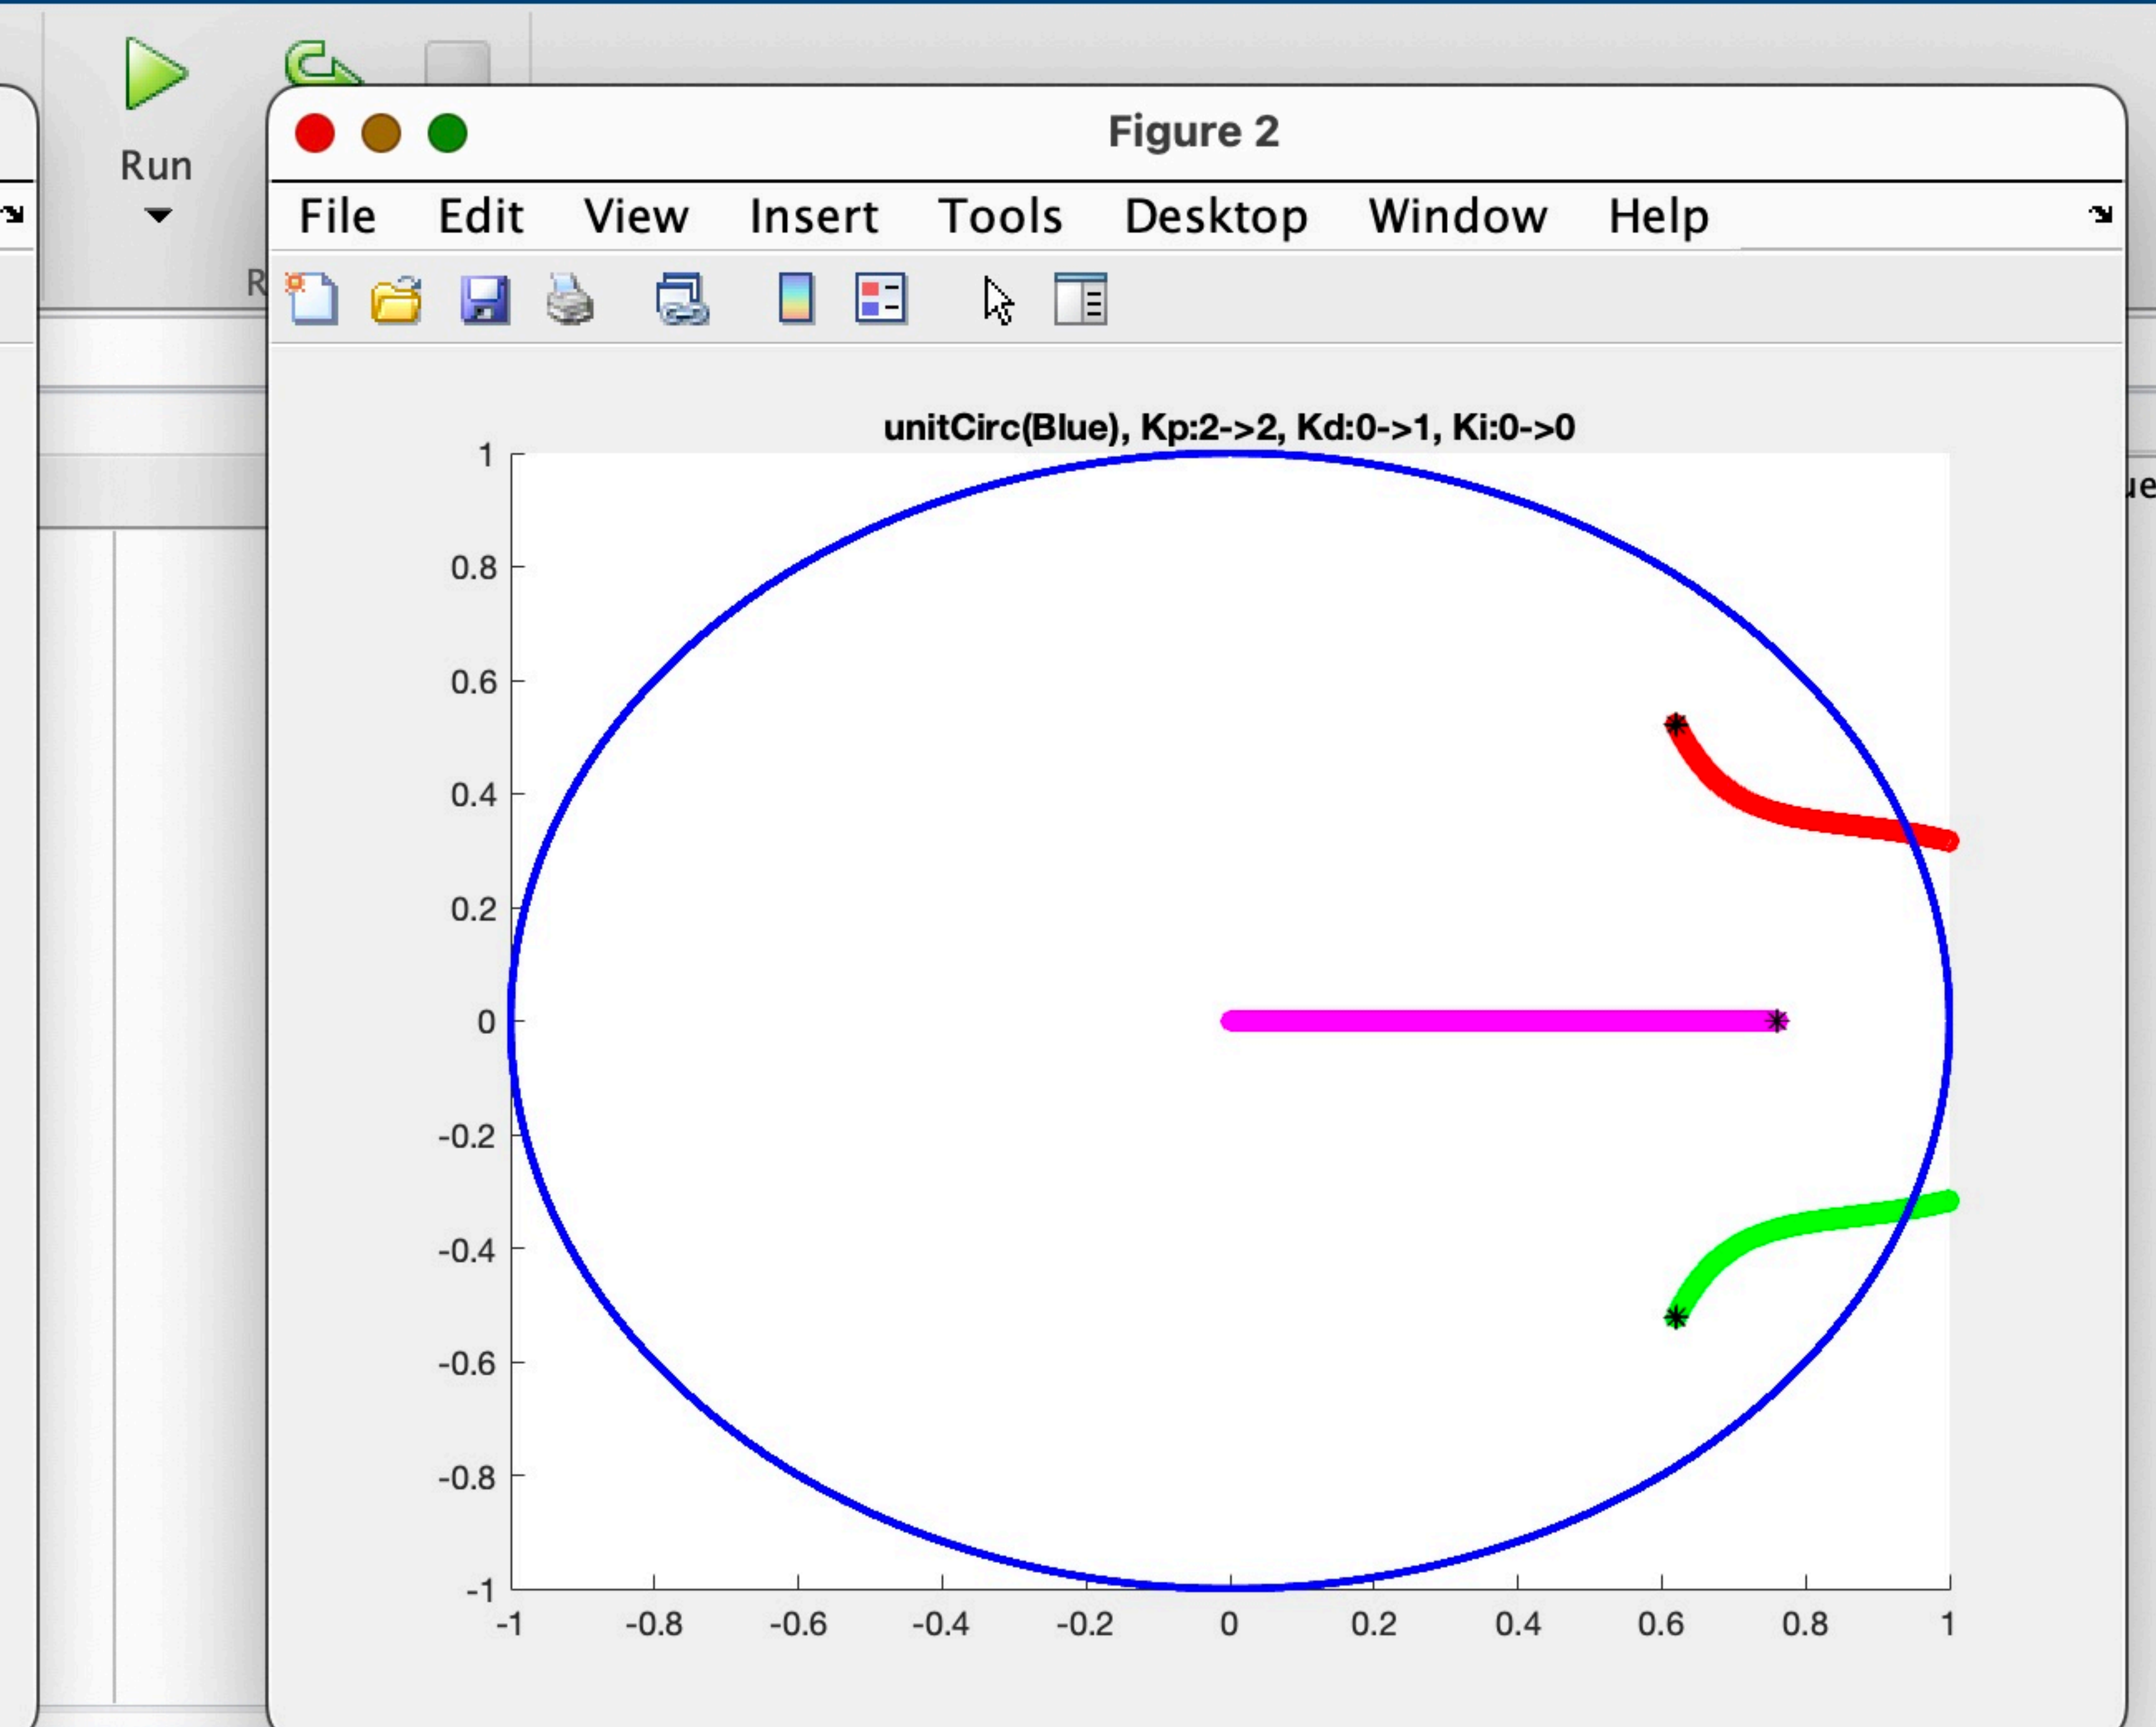 Run
R
Figure 2
File Edit View Insert Tools Desktop Window Help
unitCirc(Blue), Kp:2->2, Kd:0->1, Ki:0->0
ue
1
0.8
0.6
0.4
0.2
0
-0.2
-0.4
-0.6
-0.8
-1
-1 -0.8 -0.6 -0.4 -0.2 0 0.2 0.4 0.6 0.8 1